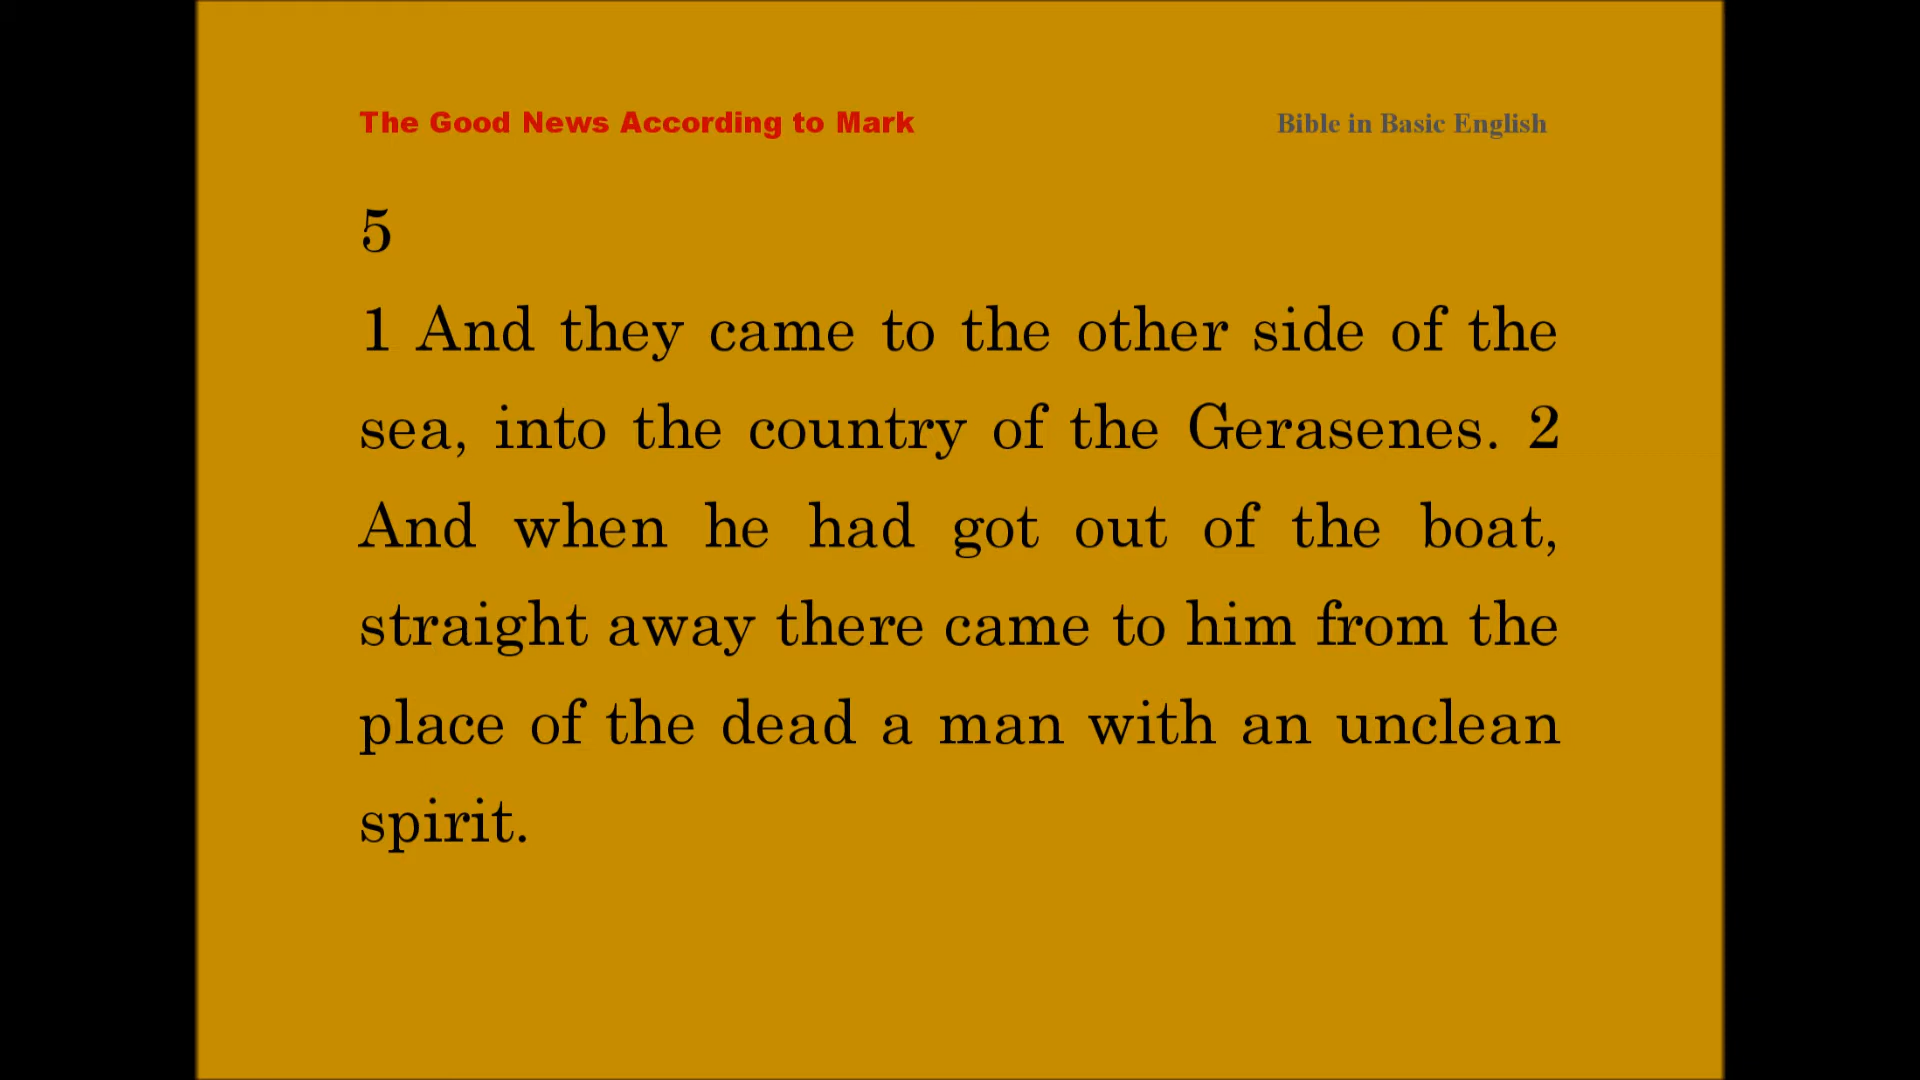 The Good News According to Mark
Bible in Basic English
5
1 And they came to the other side of the
sea, into the country of the Gerasenes. 2
And when he had got out of the boat,
straight away there came to him from the
place of the dead a man with an unclean
spirit.